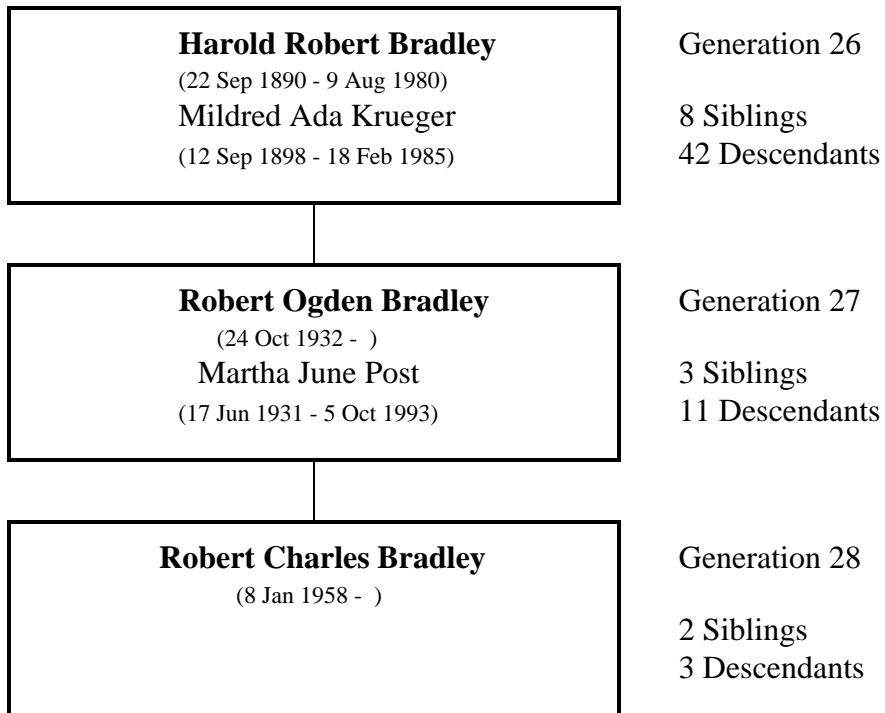 Harold Robert Bradley Generation 26
(22 Sep 1890 - 9 Aug 1980)
Mildred Ada Krueger 8 Siblings
(12 Sep 1898 - 18 Feb 1985) 42 Descendants
Robert Ogden Bradley Generation 27
(24 Oct 1932 - )
Martha June Post 3 Siblings
(17 Jun 1931 - 5 Oct 1993) 11 Descendants
Robert Charles Bradley Generation 28
(8 Jan 1958 - )
2 Siblings
3 Descendants